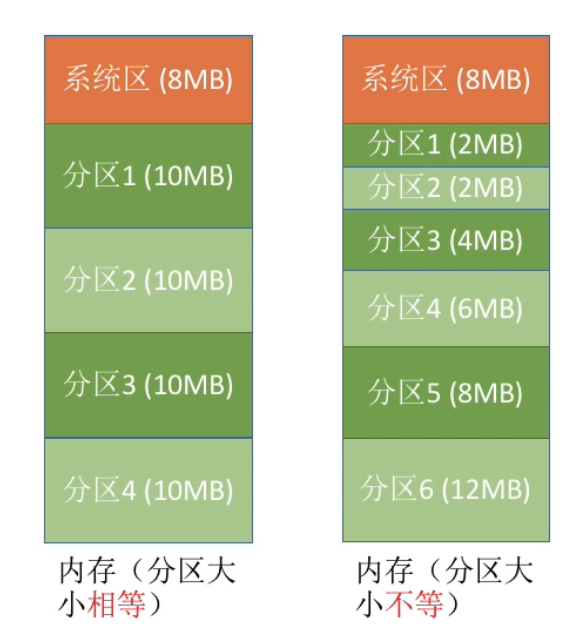 系统区 (8MB)
分区1 (10MB)
分区2 (10MB)
分区3 (10MB)
分区4 (10MB)
内存（分区大
小相等）
系统区 (8MB)
分区1 (2MB)
分区2 (2MB)
分区3 (4MB)
分区4 (6MB)
分区5 (8MB)
分区6 (12MB)
内存（分区大
小不等）